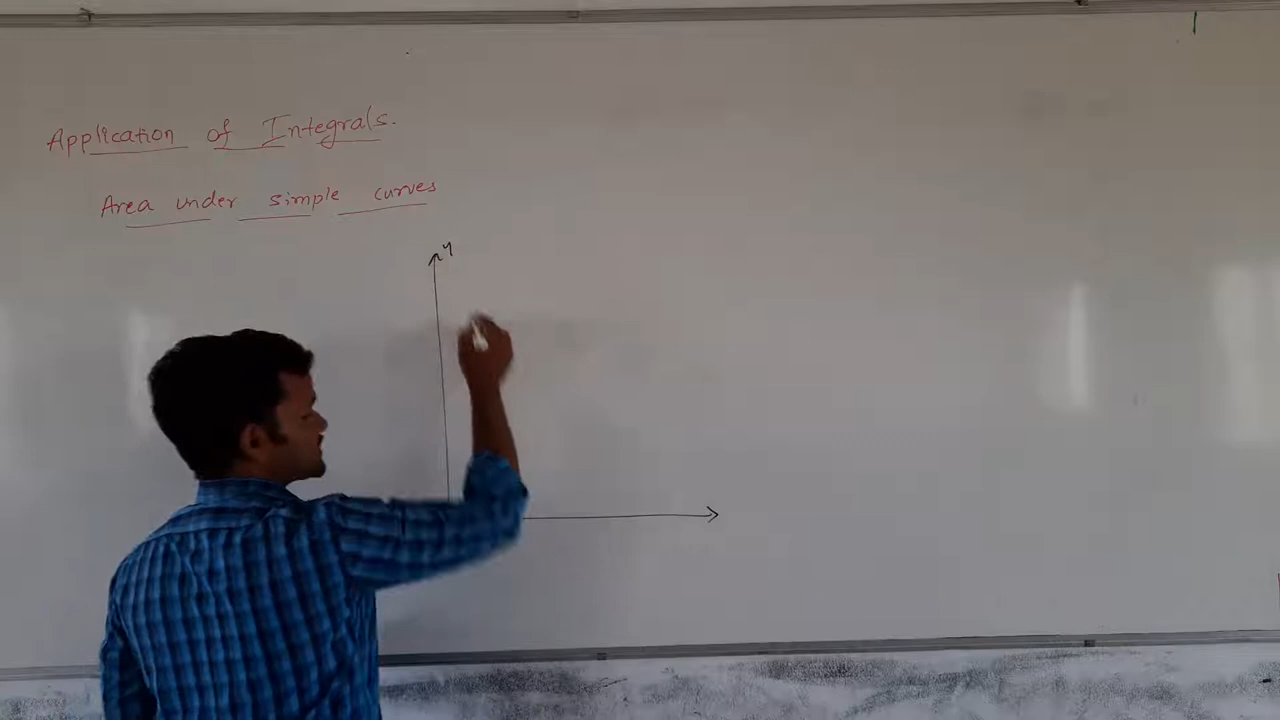 Application of Integrals.
Area under simple curves
y